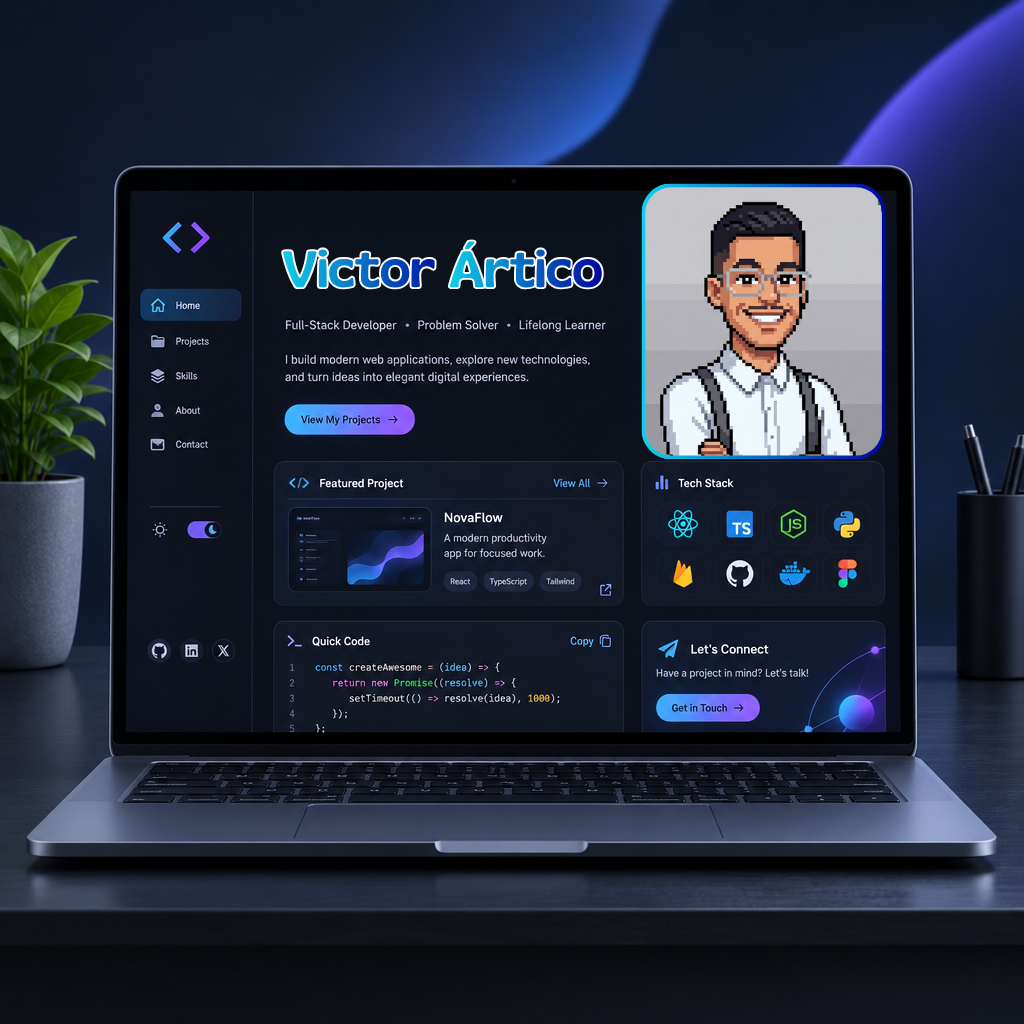 Home
Projects
Skills
About
Contact
Victor Ártico
Full-Stack Developer • Problem Solver • Lifelong Learner
I build modern web applications, explore new technologies,
and turn ideas into elegant digital experiences.
View My Projects →
</> Featured Project
View All →
NovaFlow
A modern productivity
app for focused work.
React
TypeScript
Tailwind
Tech Stack
TS
JS
>_ Quick Code
Copy
1 const createAwesome = (idea) => {
2 return new Promise((resolve) => {
3 setTimeout(() => resolve(idea), 1000);
4 });
5 };
Let's Connect
Have a project in mind? Let's talk!
Get in Touch →
in
X